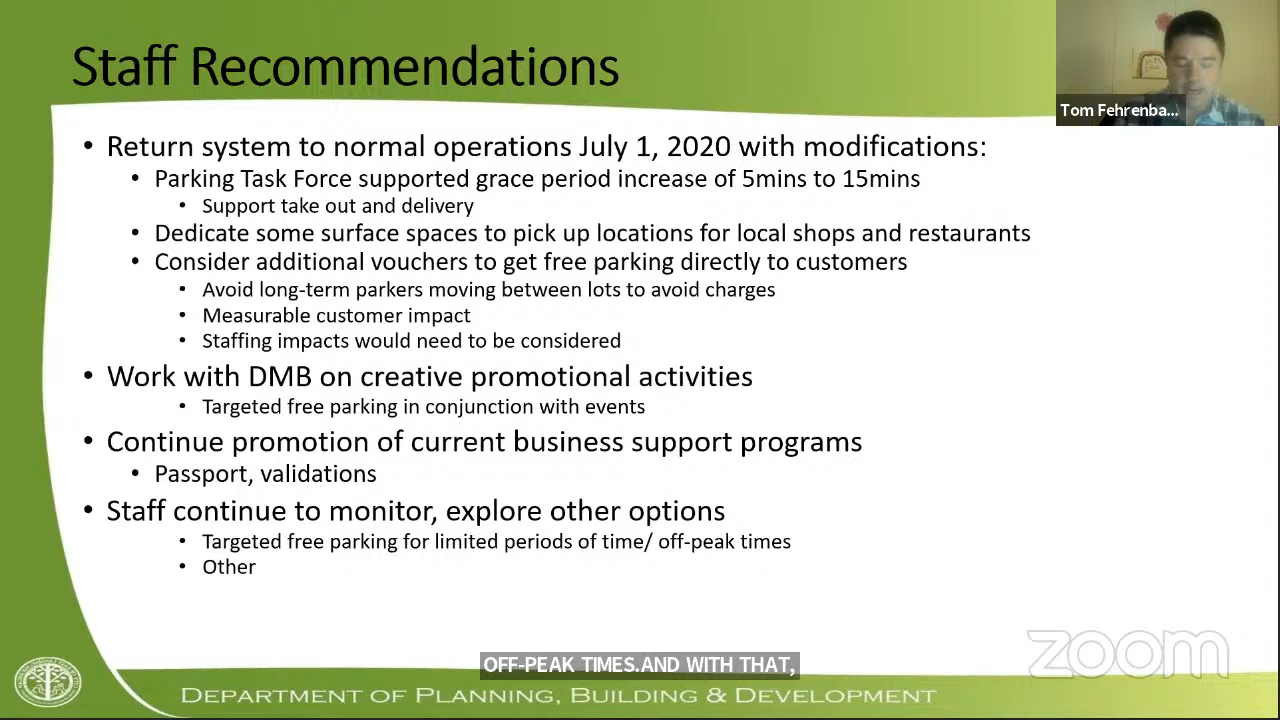 Staff Recommendations
Tom Fehrenba...
• Return system to normal operations July 1, 2020 with modifications:
• Parking Task Force supported grace period increase of 5mins to 15mins
• Support take out and delivery
• Dedicate some surface spaces to pick up locations for local shops and restaurants
• Consider additional vouchers to get free parking directly to customers
• Avoid long-term parkers moving between lots to avoid charges
• Measurable customer impact
• Staffing impacts would need to be considered
• Work with DMB on creative promotional activities
• Targeted free parking in conjunction with events
• Continue promotion of current business support programs
• Passport, validations
• Staff continue to monitor, explore other options
• Targeted free parking for limited periods of time/ off-peak times
• Other
zoom
OFF-PEAK TIMES.AND WITH THAT,
DEPARTMENT OF PLANNING, BUILDING & DEVELOPMENT